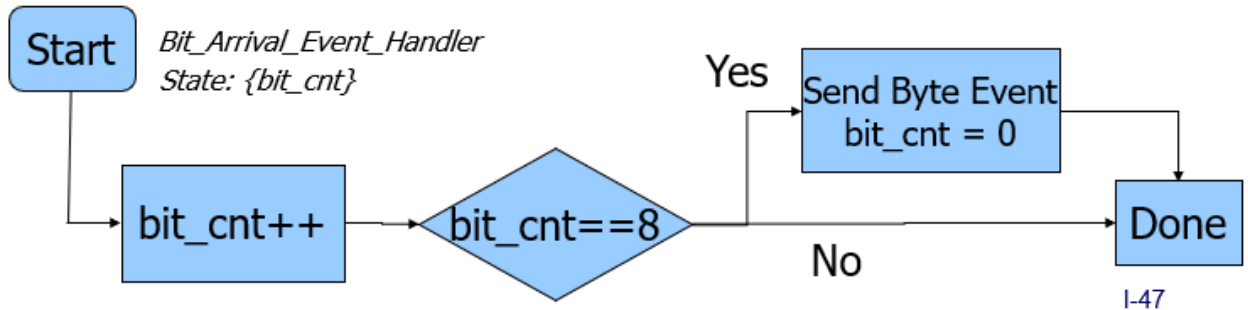 Start
Bit_Arrival_Event_Handler
State: {bit_cnt}
bit_cnt++
bit_cnt==8
Yes
Send Byte Event
bit_cnt = 0
No
Done
I-47